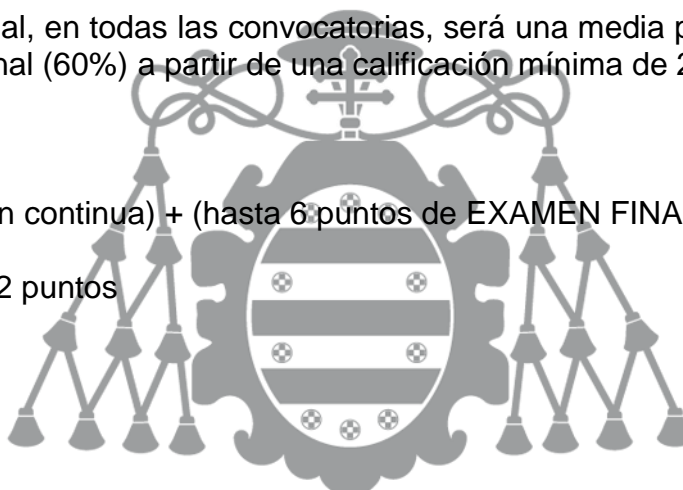 al, en todas las convocatorias, será una media p
nal (60%) a partir de una calificación mínima de 2
n continua) + (hasta 6 puntos de EXAMEN FINA
2 puntos